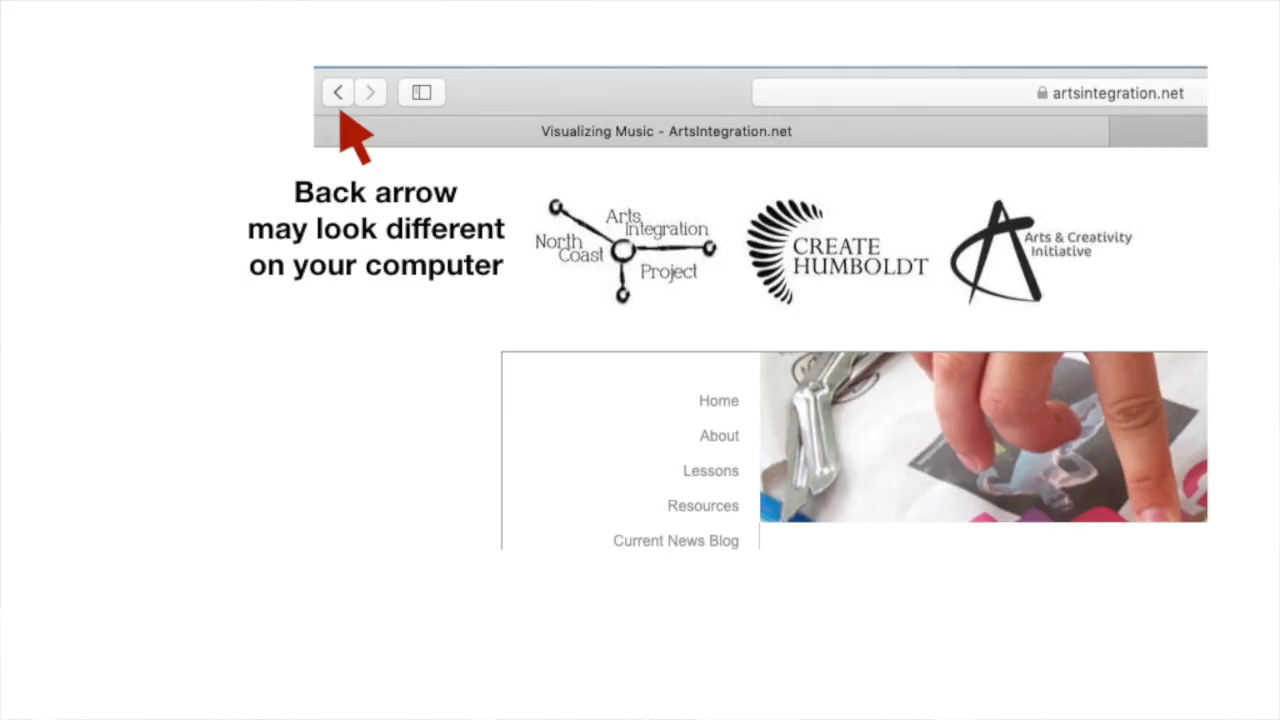 artsintegration.net
Visualizing Music - ArtsIntegration.net
Back arrow
may look different
on your computer
Arts
Integration
North
Coast
Project
CREATE
HUMBOLDT
Arts & Creativity
Initiative
Home
About
Lessons
Resources
Current News Blog